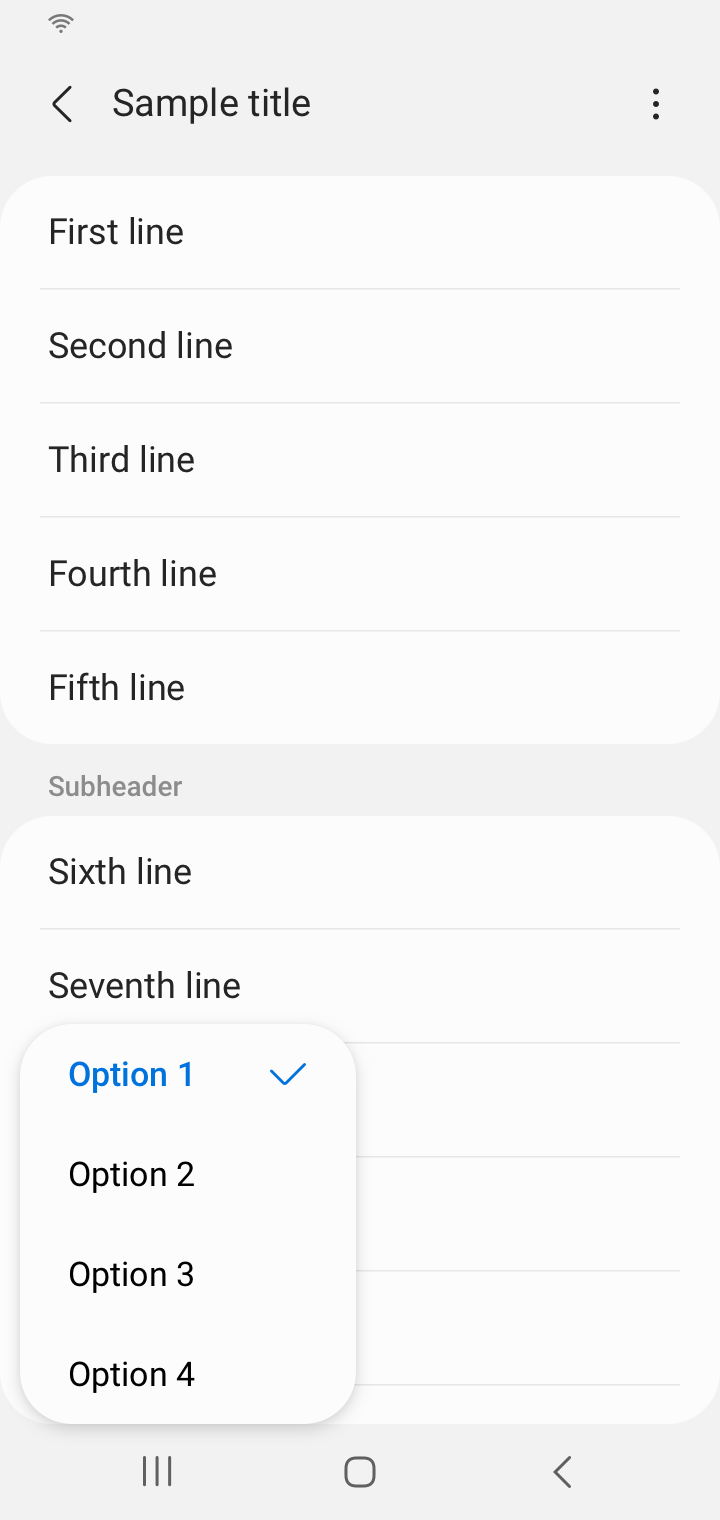 Sample title
First line
Second line
Third line
Fourth line
Fifth line
Subheader
Sixth line
Seventh line
Option 1
Option 2
Option 3
Option 4